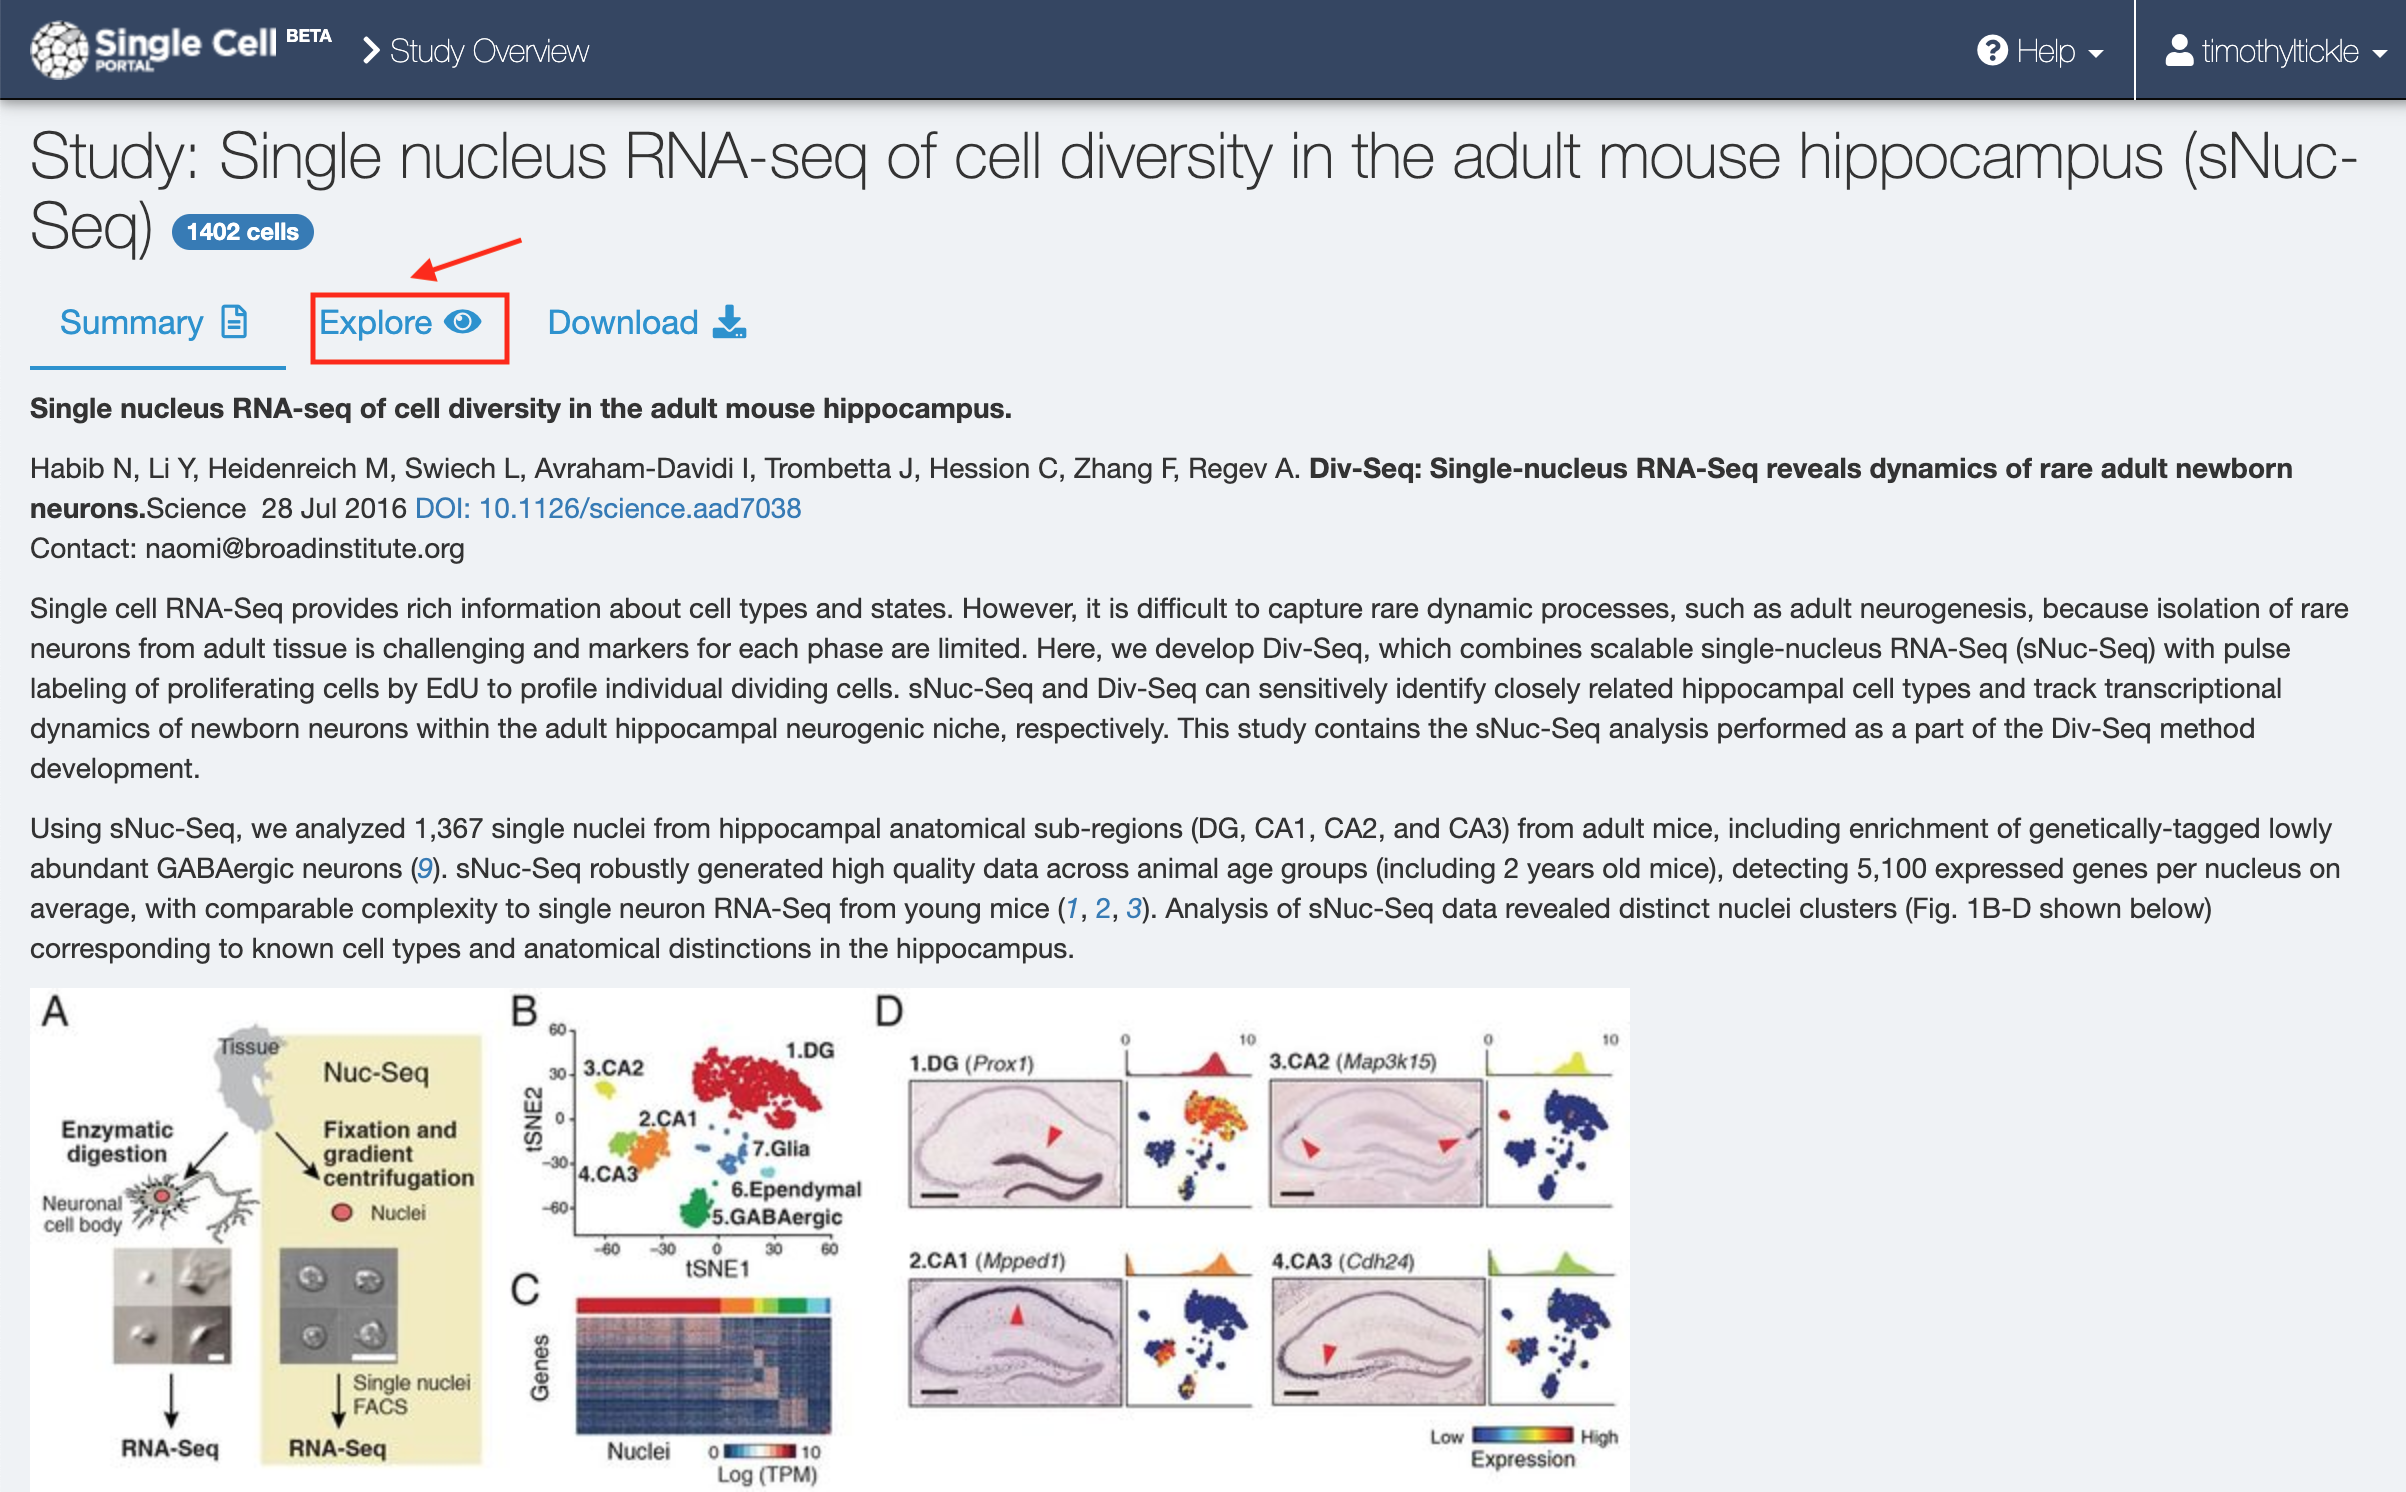 Single Cell BETA
PORTAL
Study Overview
Help
timothyltickle
Study: Single nucleus RNA-seq of cell diversity in the adult mouse hippocampus (sNuc-
Seq) 1402 cells
Summary Explore Download
Single nucleus RNA-seq of cell diversity in the adult mouse hippocampus.
Habib N, Li Y, Heidenreich M, Swiech L, Avraham-Davidi I, Trombetta J, Hession C, Zhang F, Regev A. Div-Seq: Single-nucleus RNA-Seq reveals dynamics of rare adult newborn
neurons.Science 28 Jul 2016 DOI: 10.1126/science.aad7038
Contact: naomi@broadinstitute.org
Single cell RNA-Seq provides rich information about cell types and states. However, it is difficult to capture rare dynamic processes, such as adult neurogenesis, because isolation of rare
neurons from adult tissue is challenging and markers for each phase are limited. Here, we develop Div-Seq, which combines scalable single-nucleus RNA-Seq (sNuc-Seq) with pulse
labeling of proliferating cells by EdU to profile individual dividing cells. sNuc-Seq and Div-Seq can sensitively identify closely related hippocampal cell types and track transcriptional
dynamics of newborn neurons within the adult hippocampal neurogenic niche, respectively. This study contains the sNuc-Seq analysis performed as a part of the Div-Seq method
development.
Using sNuc-Seq, we analyzed 1,367 single nuclei from hippocampal anatomical sub-regions (DG, CA1, CA2, and CA3) from adult mice, including enrichment of genetically-tagged lowly
abundant GABAergic neurons (9). sNuc-Seq robustly generated high quality data across animal age groups (including 2 years old mice), detecting 5,100 expressed genes per nucleus on
average, with comparable complexity to single neuron RNA-Seq from young mice (1, 2, 3). Analysis of sNuc-Seq data revealed distinct nuclei clusters (Fig. 1B-D shown below)
corresponding to known cell types and anatomical distinctions in the hippocampus.
A
Tissue
Nuc-Seq
Enzymatic
digestion
Fixation and
gradient
centrifugation
Neuronal
cell body
Nuclei
Single nuclei
FACS
RNA-Seq
RNA-Seq
B
60
30
0
-30
-60
tSNE2
3.CA2
1.DG
2.CA1
7.Glia
4.CA3
6.Ependymal
5.GABAergic
-60 -30 0 30 60
tSNE1
C
Genes
Nuclei
0 10
Log (TPM)
D
0 10
1.DG (Prox1)
0 10
3.CA2 (Map3k15)
2.CA1 (Mpped1)
4.CA3 (Cdh24)
Low High
Expression